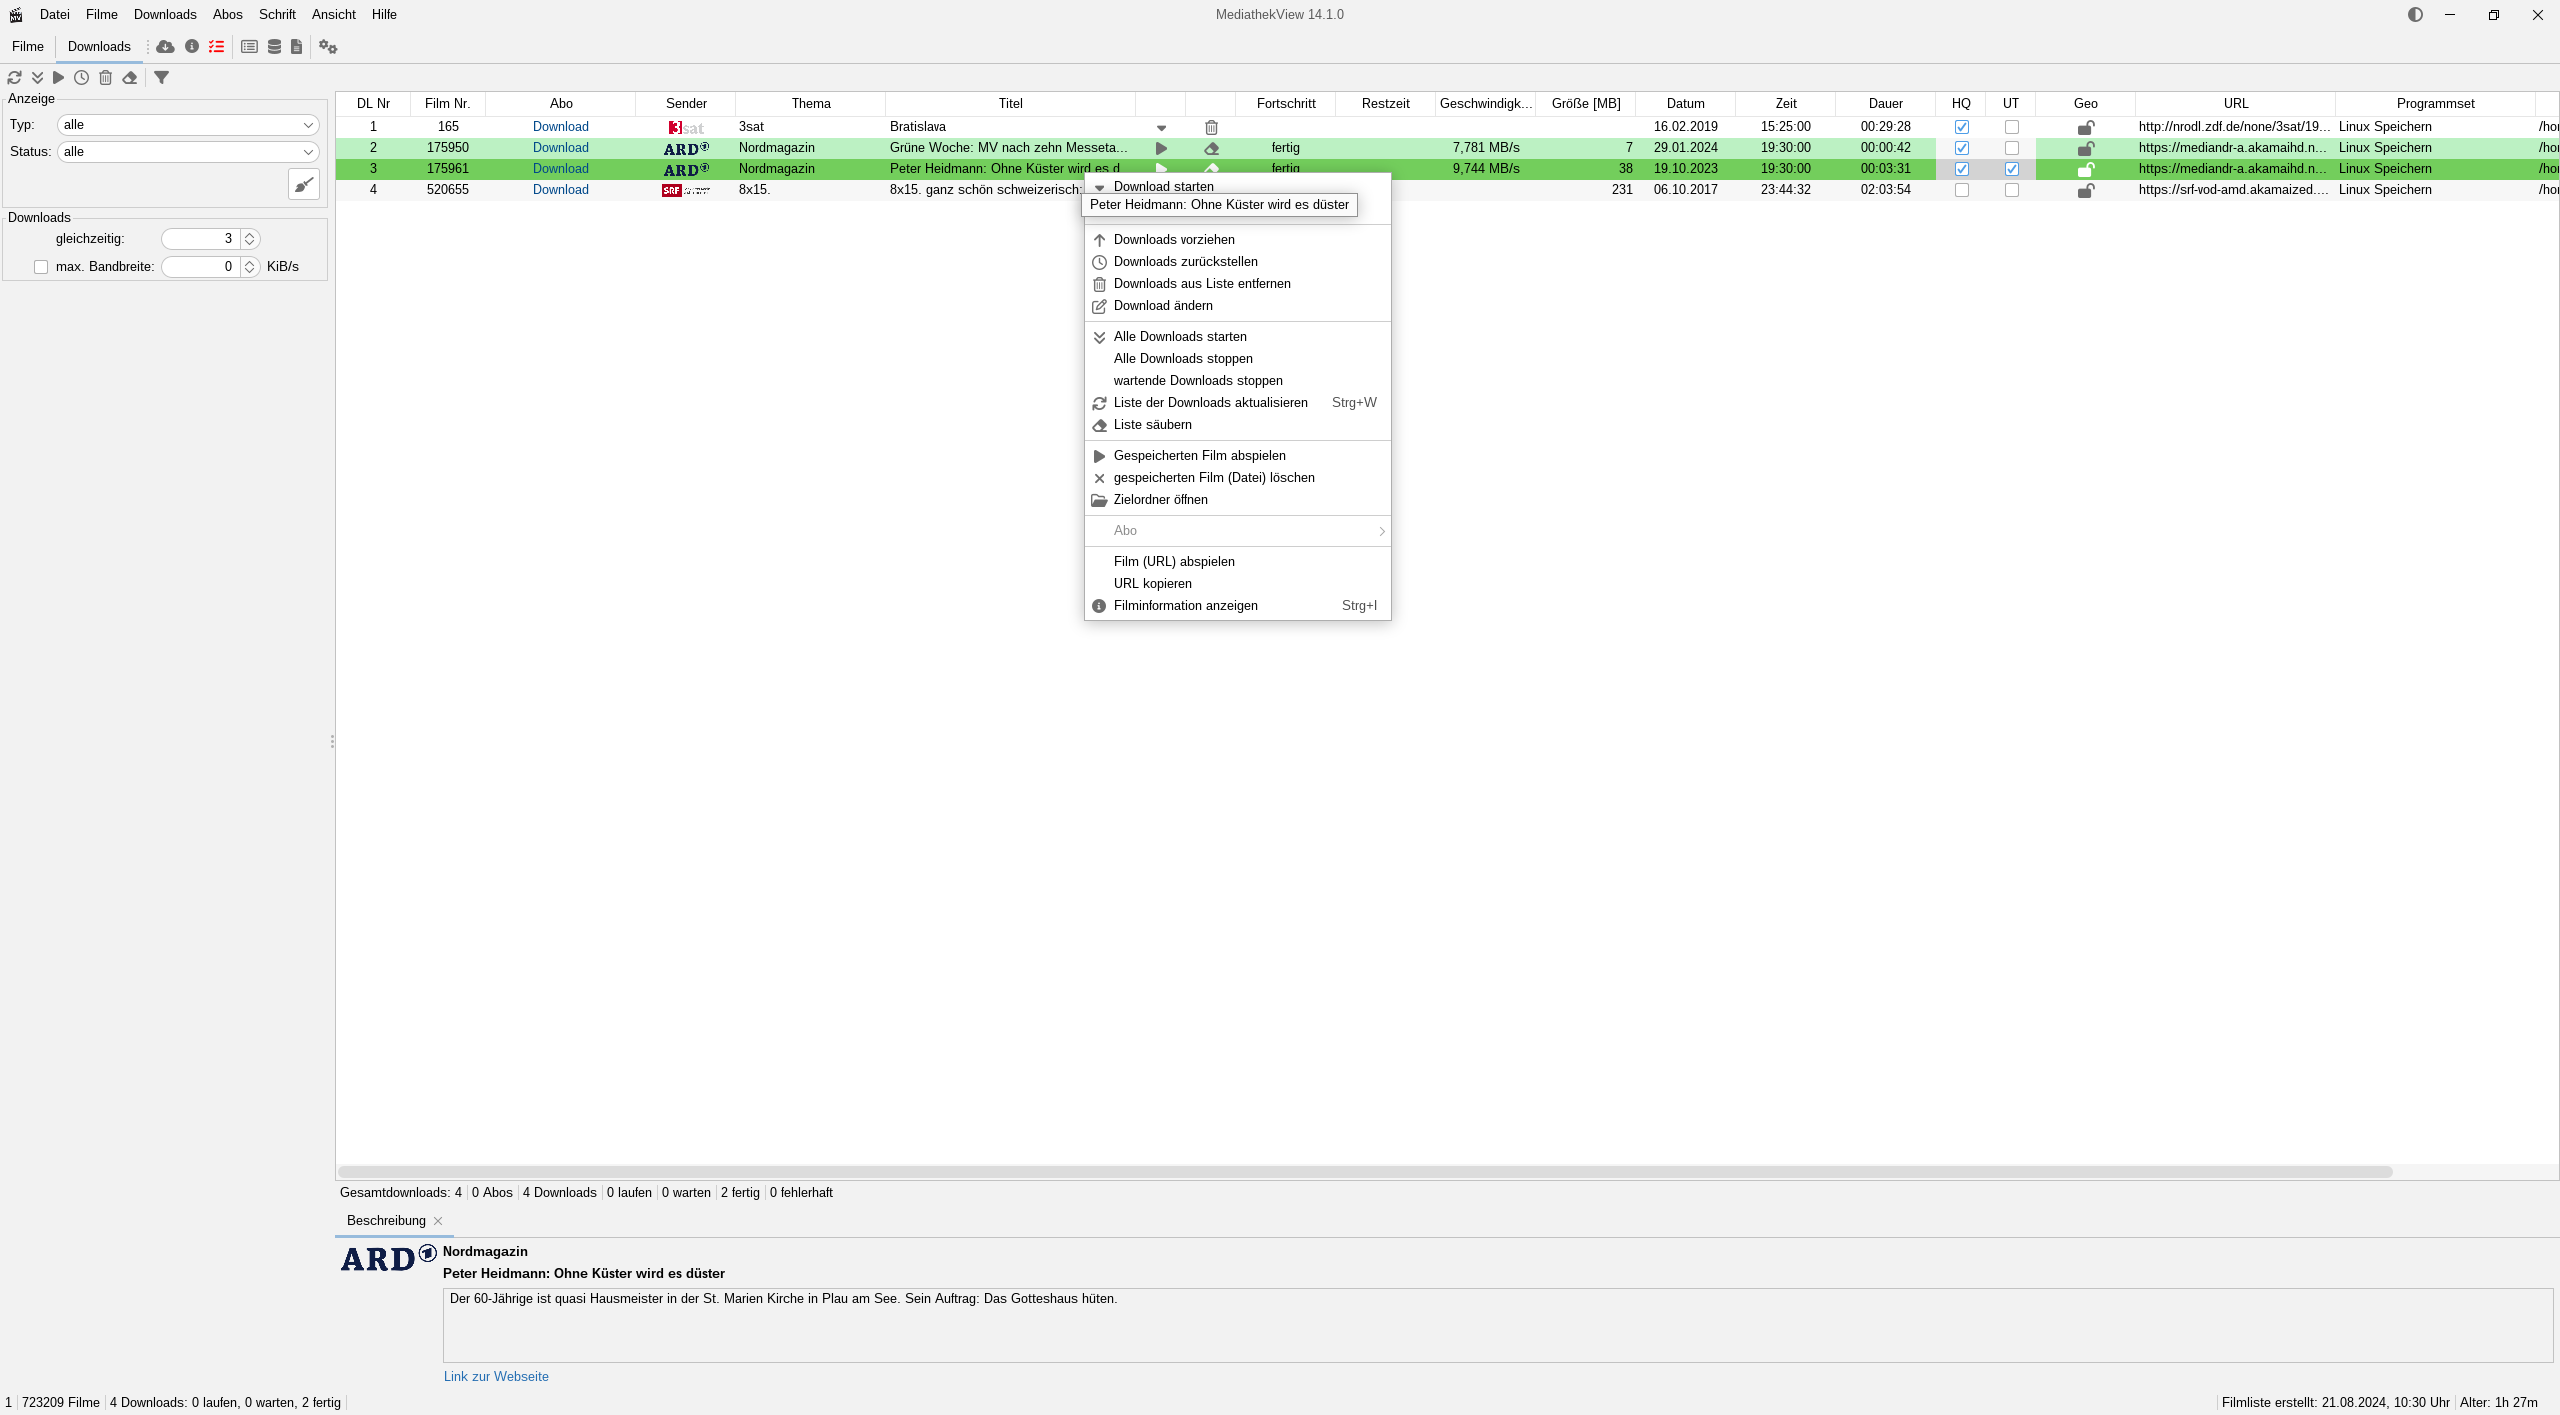 Datei Filme Downloads Abos Schrift Ansicht Hilfe MediathekView 14.1.0
Filme Downloads
Anzeige
Typ: alle
Status: alle
Downloads
gleichzeitig: 3
max. Bandbreite: 0 KiB/s
DL Nr Film Nr. Abo Sender Thema Titel Fortschritt Restzeit Geschwindigk... Größe [MB] Datum Zeit Dauer HQ UT Geo URL Programmset
1 165 Download 3sat 3sat Bratislava 16.02.2019 15:25:00 00:29:28 http://nrodl.zdf.de/none/3sat/19... Linux Speichern /hor
2 175950 Download ARD Nordmagazin Grüne Woche: MV nach zehn Messeta... fertig 7,781 MB/s 7 29.01.2024 19:30:00 00:00:42 https://mediandr-a.akamaihd.n... Linux Speichern /hor
3 175961 Download ARD Nordmagazin Peter Heidmann: Ohne Küster wird es d fertig 9,744 MB/s 38 19.10.2023 19:30:00 00:03:31 https://mediandr-a.akamaihd.n... Linux Speichern /hor
4 520655 Download SRF 8x15. 8x15. ganz schön schweizerisch: 231 06.10.2017 23:44:32 02:03:54 https://srf-vod-amd.akamaized.... Linux Speichern /hor
Download starten
Peter Heidmann: Ohne Küster wird es düster
Downloads vorziehen
Downloads zurückstellen
Downloads aus Liste entfernen
Download ändern
Alle Downloads starten
Alle Downloads stoppen
wartende Downloads stoppen
Liste der Downloads aktualisieren Strg+W
Liste säubern
Gespeicherten Film abspielen
gespeicherten Film (Datei) löschen
Zielordner öffnen
Abo
Film (URL) abspielen
URL kopieren
Filminformation anzeigen Strg+I
Gesamtdownloads: 4 0 Abos 4 Downloads 0 laufen 0 warten 2 fertig 0 fehlerhaft
Beschreibung
ARD Nordmagazin
Peter Heidmann: Ohne Küster wird es düster
Der 60-Jährige ist quasi Hausmeister in der St. Marien Kirche in Plau am See. Sein Auftrag: Das Gotteshaus hüten.
Link zur Webseite
1 723209 Filme 4 Downloads: 0 laufen, 0 warten, 2 fertig Filmliste erstellt: 21.08.2024, 10:30 Uhr Alter: 1h 27m